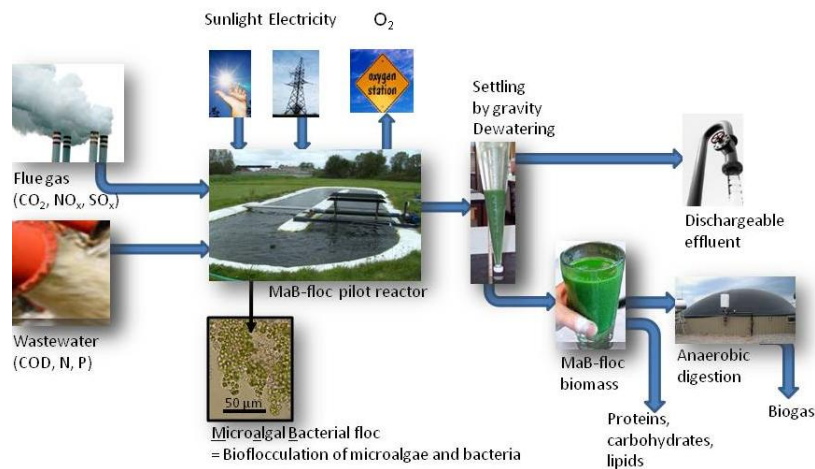 Sunlight Electricity O₂
oxygen
station
Settling
by gravity
Dewatering
Flue gas
(CO₂, NOₓ, SOₓ)
Dischargeable
effluent
MaB-floc pilot reactor
Wastewater
(COD, N, P)
50 µm
MaB-floc
biomass
Anaerobic
digestion
Biogas
Proteins,
carbohydrates,
lipids
MicroAlgal Bacterial floc
= Bioflocculation of microalgae and bacteria